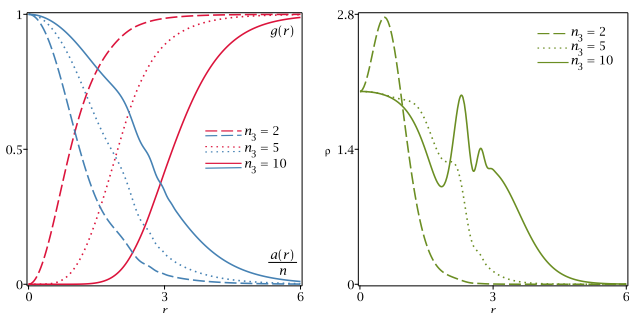 1
0.5
0
0
3
6
r
g(r)
n₃ = 2
n₃ = 5
n₃ = 10
a(r)
n
2.8
1.4
0
0
3
6
r
ρ
n₃ = 2
n₃ = 5
n₃ = 10